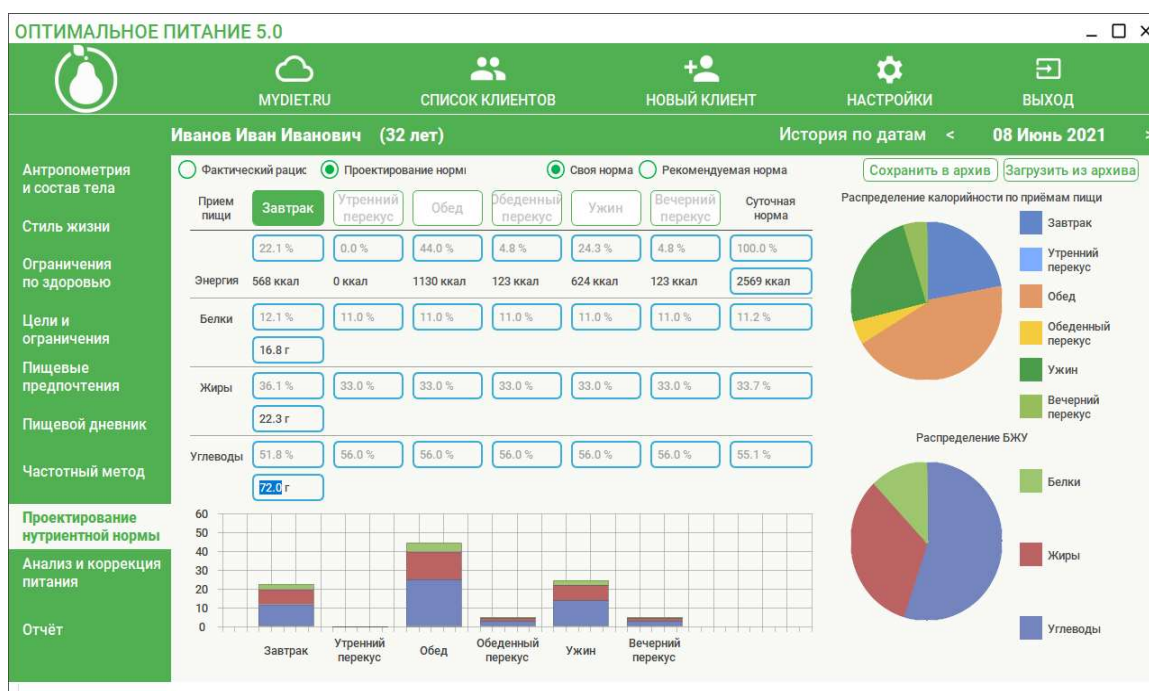 ОПТИМАЛЬНОЕ ПИТАНИЕ 5.0
MYDIET.RU
СПИСОК КЛИЕНТОВ
НОВЫЙ КЛИЕНТ
НАСТРОЙКИ
ВЫХОД
Иванов Иван Иванович (32 лет)
История по датам < 08 Июнь 2021 >
Антропометрия
и состав тела
Стиль жизни
Ограничения
по здоровью
Цели и
ограничения
Пищевые
предпочтения
Пищевой дневник
Частотный метод
Проектирование
нутриентной нормы
Анализ и коррекция
питания
Отчёт
Фактический рацис
Проектирование норм
Своя норма
Рекомендуемая норма
Сохранить в архив
Загрузить из архива
Прием
пищи
Завтрак
Утренний
перекус
Обед
Обеденный
перекус
Ужин
Вечерний
перекус
Суточная
норма
22.1 % 0.0 % 44.0 % 4.8 % 24.3 % 4.8 % 100.0 %
Энергия 568 ккал 0 ккал 1130 ккал 123 ккал 624 ккал 123 ккал 2569 ккал
Белки 12.1 % 11.0 % 11.0 % 11.0 % 11.0 % 11.0 % 11.2 %
16.8 г
Жиры 36.1 % 33.0 % 33.0 % 33.0 % 33.0 % 33.0 % 33.7 %
22.3 г
Углеводы 51.8 % 56.0 % 56.0 % 56.0 % 56.0 % 56.0 % 55.1 %
72.0 г
60
50
40
30
20
10
0
Завтрак
Утренний
перекус
Обед
Обеденный
перекус
Ужин
Вечерний
перекус
Распределение калорийности по приёмам пищи
Завтрак
Утренний
перекус
Обед
Обеденный
перекус
Ужин
Вечерний
перекус
Распределение БЖУ
Белки
Жиры
Углеводы